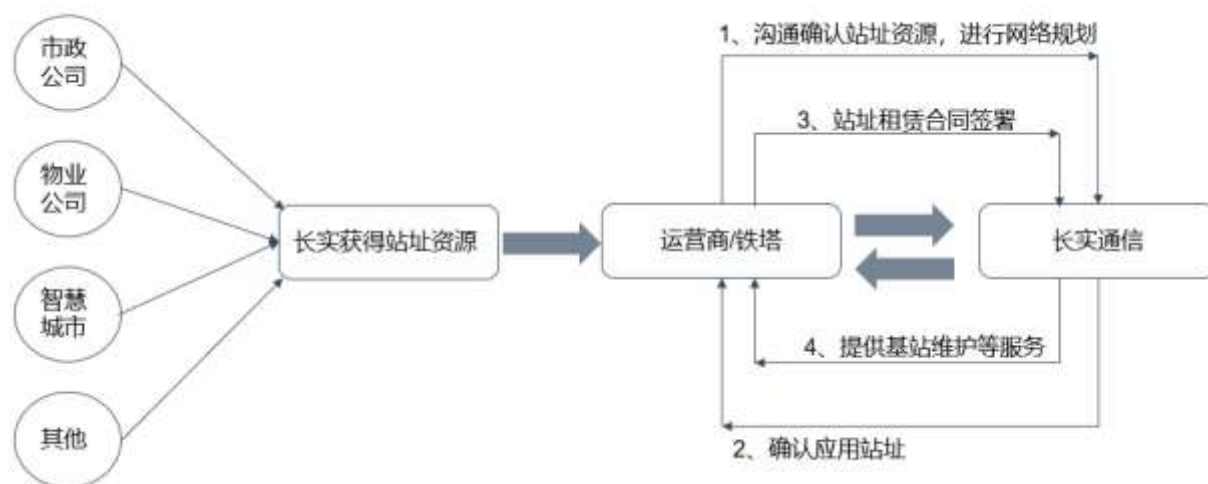 市政
公司
物业
公司
智慧
城市
其他
长实获得站址资源
运营商/铁塔
长实通信
1、沟通确认站址资源，进行网络规划
3、站址租赁合同签署
4、提供基站维护等服务
2、确认应用站址